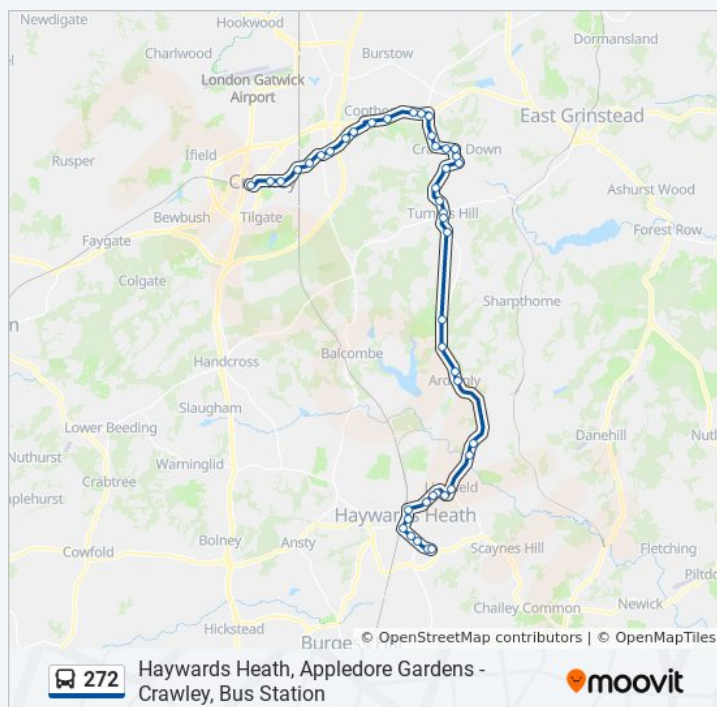 Newdigate
Hookwood
Dormansland
Charlwood
Burstow
London Gatwick
Airport
East Grinstead
Rusper
Ifield
Ashurst Wood
Bewbush
Tilgate
Forest Row
Faygate
Colgate
Sharpthorne
Balcombe
Handcross
Slaugham
Danehill
Lower Beeding
Nuthurst
Warninglid
Crabtree
Haywards Heath
Cowfold
Bolney
Ansty
Scaynes Hill
Fletching
Chailey Common
Newick
Hickstead
© OpenStreetMap contributors | © OpenMapTiles
272
Haywards Heath, Appledore Gardens -
Crawley, Bus Station
moovit